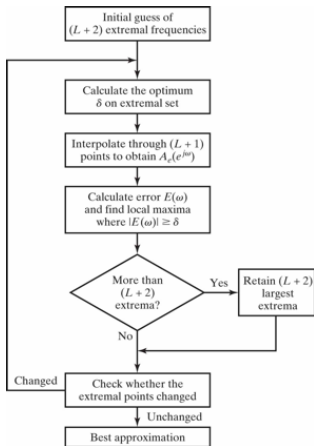 Initial guess of
(L + 2) extremal frequencies
Calculate the optimum
δ on extremal set
Interpolate through (L + 1)
points to obtain Aₑ(e^{jω})
Calculate error E(ω)
and find local maxima
where |E(ω)| ≥ δ
More than
(L + 2)
extrema?
Yes
Retain (L + 2)
largest
extrema
No
Changed
Check whether the
extremal points changed
Unchanged
Best approximation